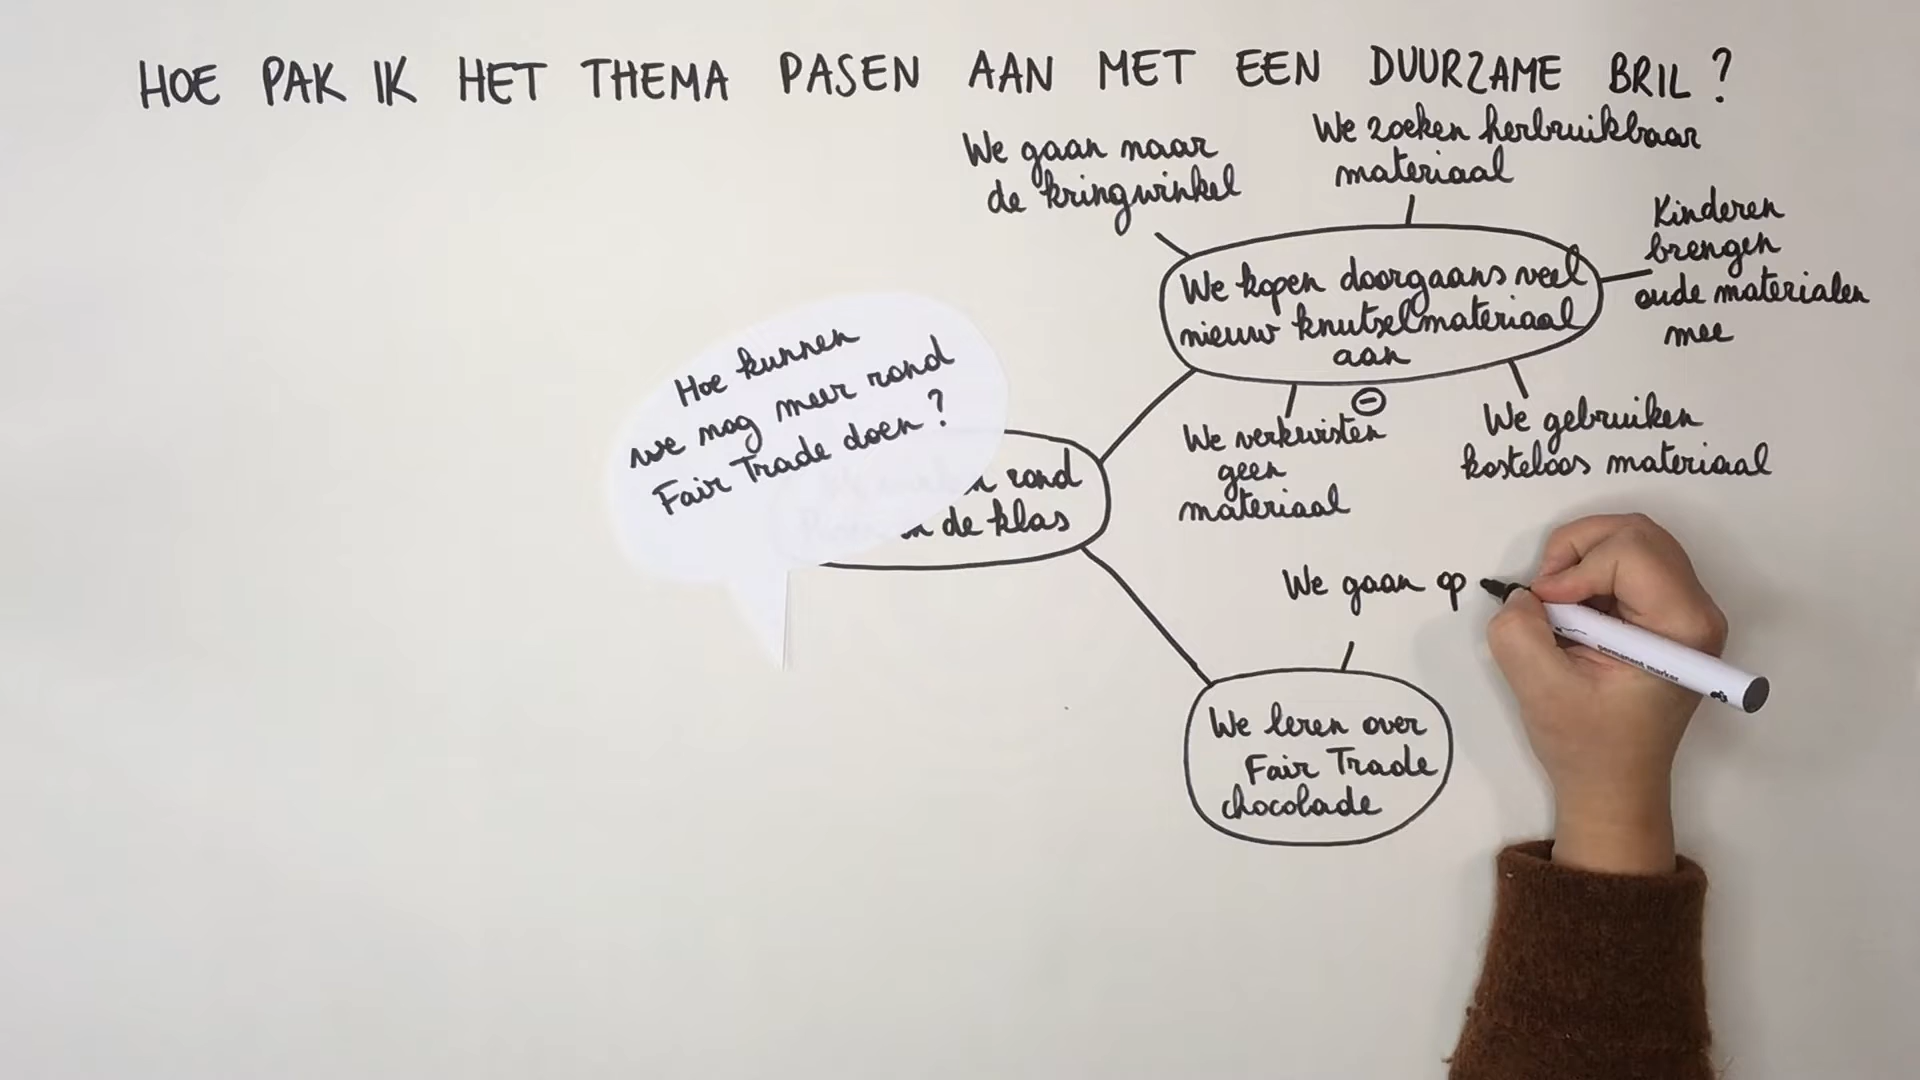 HOE PAK IK HET THEMA PASEN AAN MET EEN DUURZAME BRIL?
We gaan naar
de kringwinkel
We zoeken herbruikbaar
materiaal
Kinderen
brengen
oude materialen
mee
We kopen doorgaans veel
nieuw knutselmateriaal
aan
We verkwisten
geen
materiaal
We gebruiken
kosteloos materiaal
Hoe kunnen
we nog meer rond
Fair Trade doen?
rond
de klas
We gaan op
We leren over
Fair Trade
chocolade
permanent marker